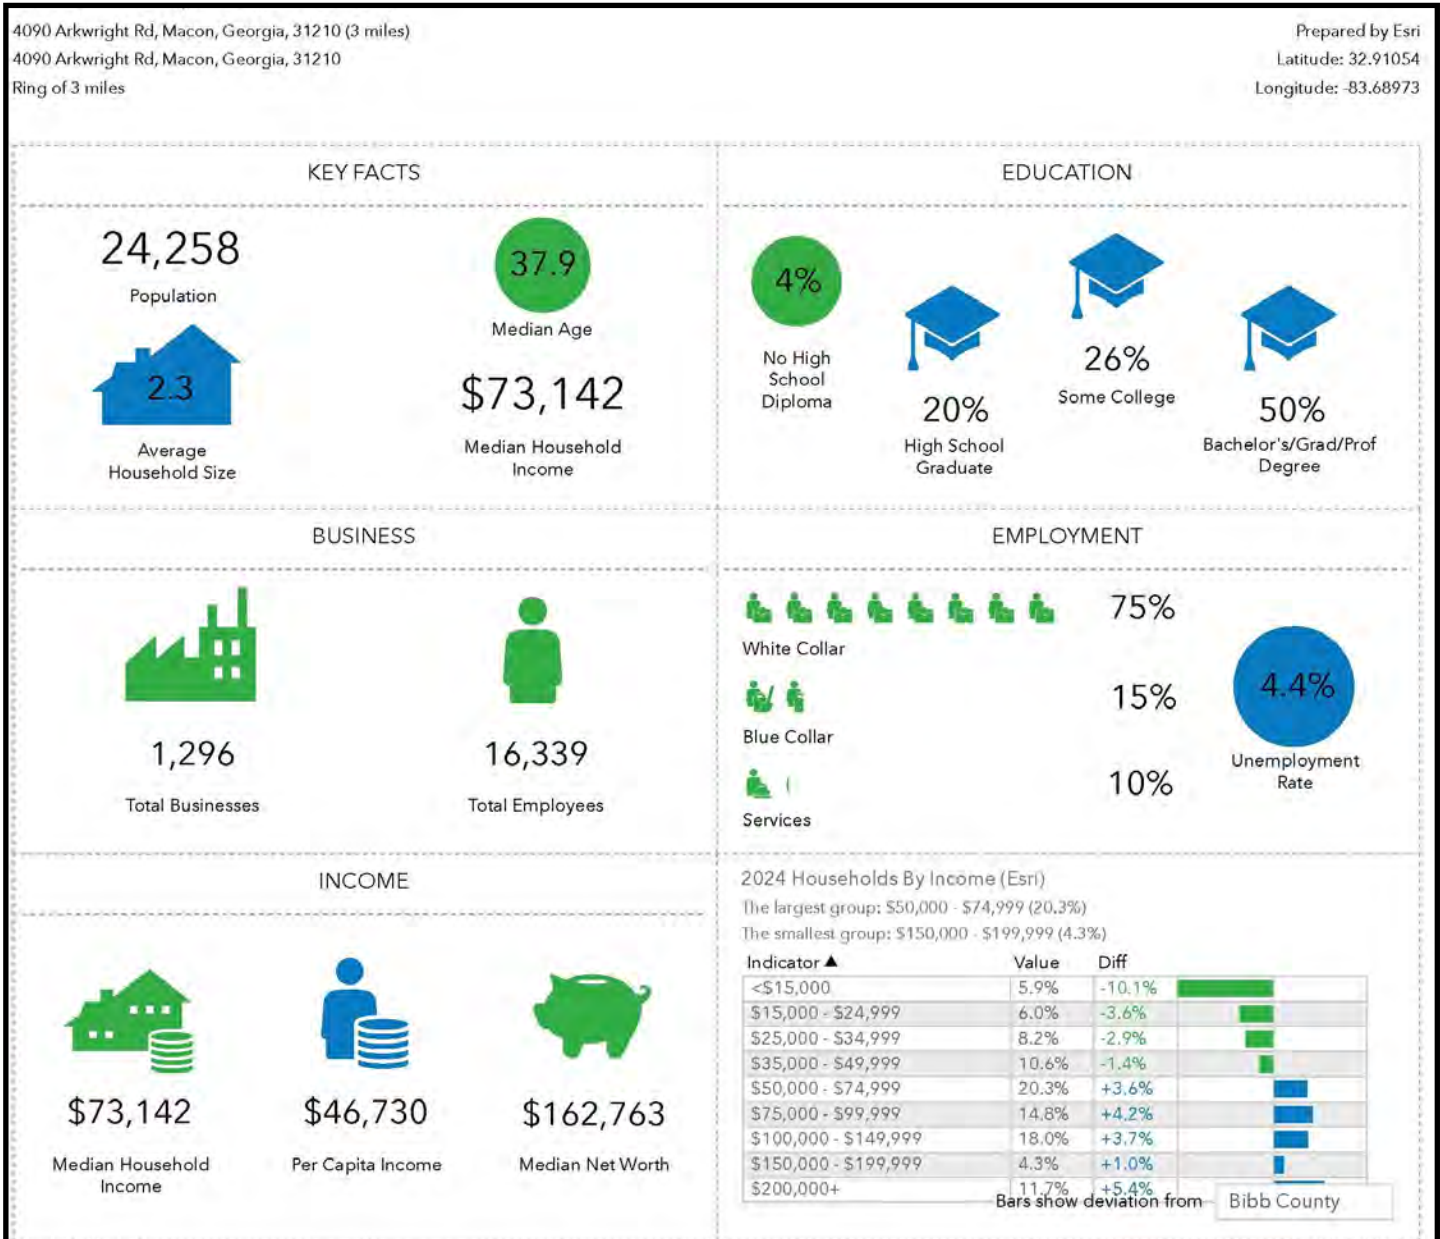 4090 Arkwright Rd, Macon, Georgia, 31210 (3 miles)
4090 Arkwright Rd, Macon, Georgia, 31210
Ring of 3 miles
Prepared by Esri
Latitude: 32.91054
Longitude: -83.68973
KEY FACTS
24,258
Population
37.9
Median Age
2.3
Average
Household Size
$73,142
Median Household
Income
EDUCATION
4%
No High
School
Diploma
20%
High School
Graduate
26%
Some College
50%
Bachelor's/Grad/Prof
Degree
BUSINESS
1,296
Total Businesses
16,339
Total Employees
EMPLOYMENT
75%
White Collar
15%
Blue Collar
10%
Services
4.4%
Unemployment
Rate
INCOME
$73,142
Median Household
Income
$46,730
Per Capita Income
$162,763
Median Net Worth
2024 Households By Income (Esri)
The largest group: $50,000 - $74,999 (20.3%)
The smallest group: $150,000 - $199,999 (4.3%)
Indicator ▲ Value Diff
<$15,000 5.9% -10.1%
$15,000 - $24,999 6.0% -3.6%
$25,000 - $34,999 8.2% -2.9%
$35,000 - $49,999 10.6% -1.4%
$50,000 - $74,999 20.3% +3.6%
$75,000 - $99,999 14.8% +4.2%
$100,000 - $149,999 18.0% +3.7%
$150,000 - $199,999 4.3% +1.0%
$200,000+ 11.7% +5.4%
Bars show deviation from Bibb County